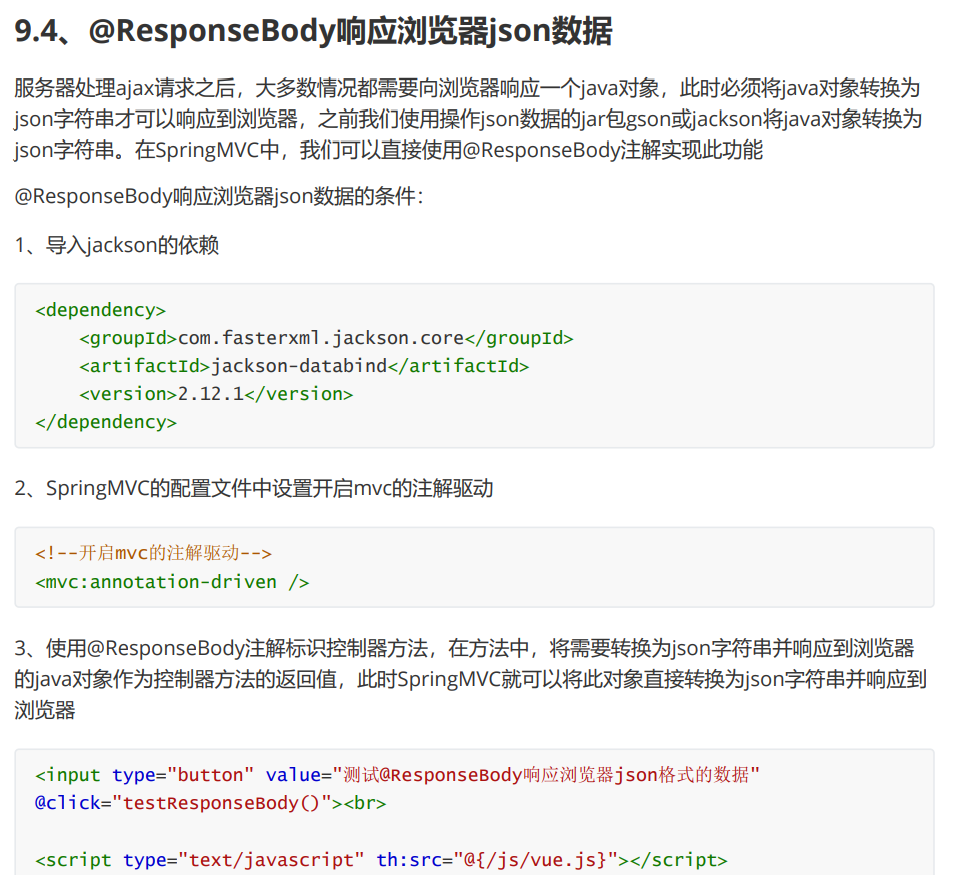 9.4、@ResponseBody响应浏览器json数据
服务器处理ajax请求之后，大多数情况都需要向浏览器响应一个java对象，此时必须将java对象转换为
json字符串才可以响应到浏览器，之前我们使用操作json数据的jar包gson或jackson将java对象转换为
json字符串。在SpringMVC中，我们可以直接使用@ResponseBody注解实现此功能
@ResponseBody响应浏览器json数据的条件：
1、导入jackson的依赖
<dependency>
    <groupId>com.fasterxml.jackson.core</groupId>
    <artifactId>jackson-databind</artifactId>
    <version>2.12.1</version>
</dependency>
2、SpringMVC的配置文件中设置开启mvc的注解驱动
<!--开启mvc的注解驱动-->
<mvc:annotation-driven />
3、使用@ResponseBody注解标识控制器方法，在方法中，将需要转换为json字符串并响应到浏览器
的java对象作为控制器方法的返回值，此时SpringMVC就可以将此对象直接转换为json字符串并响应到
浏览器
<input type="button" value="测试@ResponseBody响应浏览器json格式的数据"
@click="testResponseBody()"><br>
<script type="text/javascript" th:src="@{/js/vue.js}"></script>